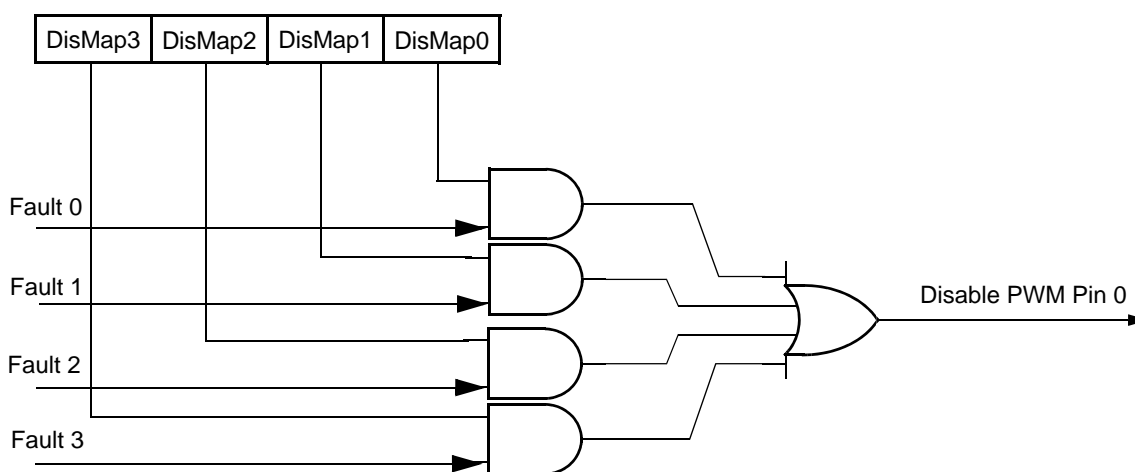 DisMap3 DisMap2 DisMap1 DisMap0
Fault 0
Fault 1
Disable PWM Pin 0
Fault 2
Fault 3